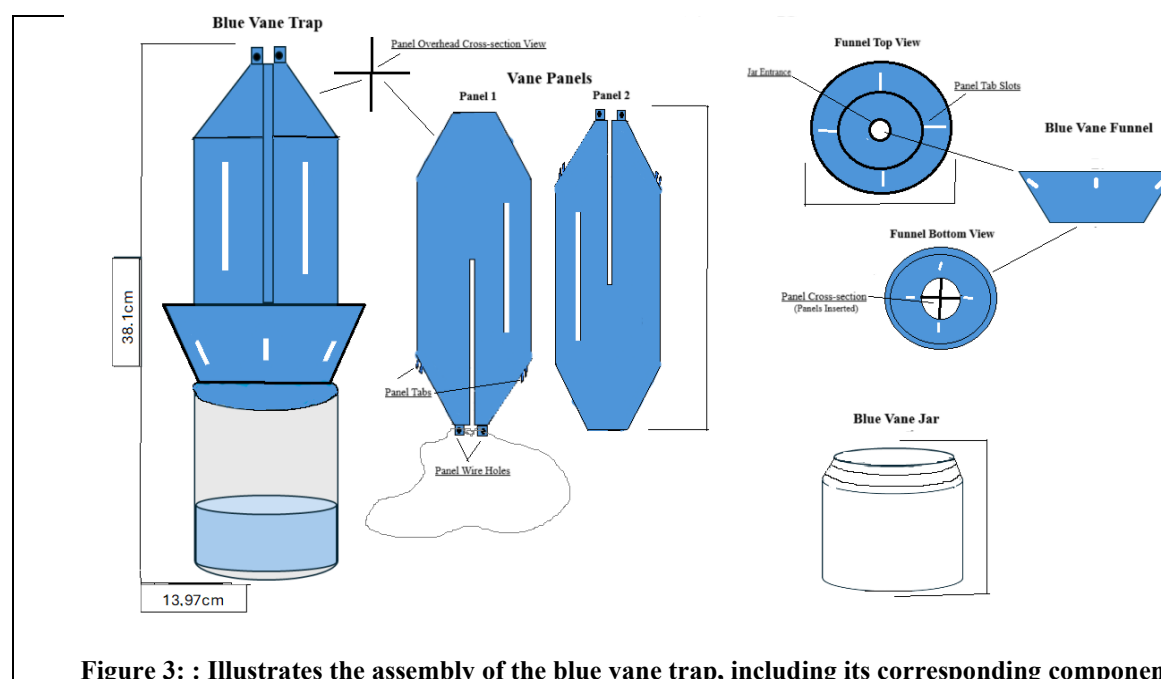 Blue Vane Trap
Panel Overhead Cross-section View
Vane Panels
Panel 1
Panel 2
38.1cm
13,97cm
Panel Tabs
Panel Wire Holes
Funnel Top View
Jar Entrance
Panel Tab Slots
Blue Vane Funnel
Funnel Bottom View
Panel Cross-section
(Panels Inserted)
Blue Vane Jar
Figure 3: : Illustrates the assembly of the blue vane trap, including its corresponding componen